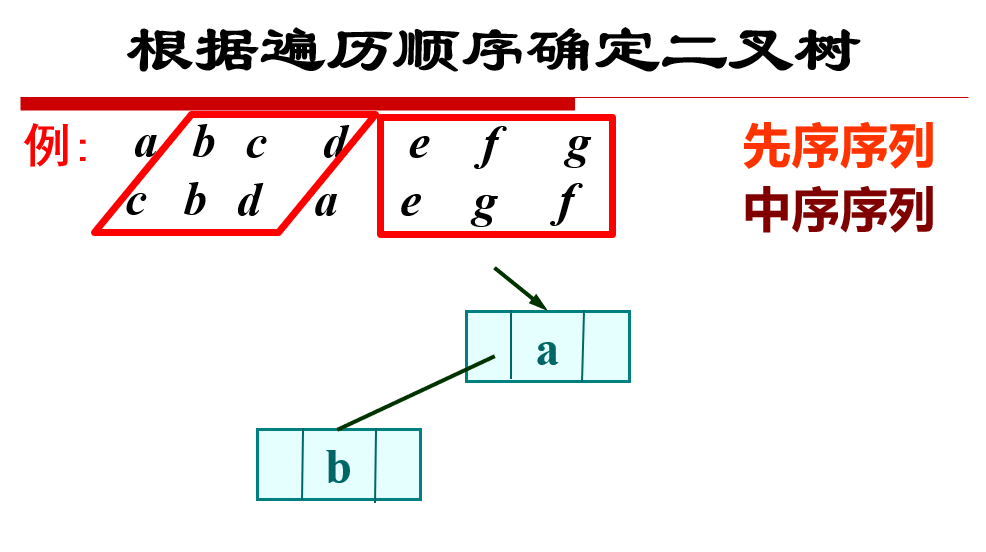 根据遍历顺序确定二叉树
例: a b c d e f g 先序序列
c b d a e g f 中序序列
a
b